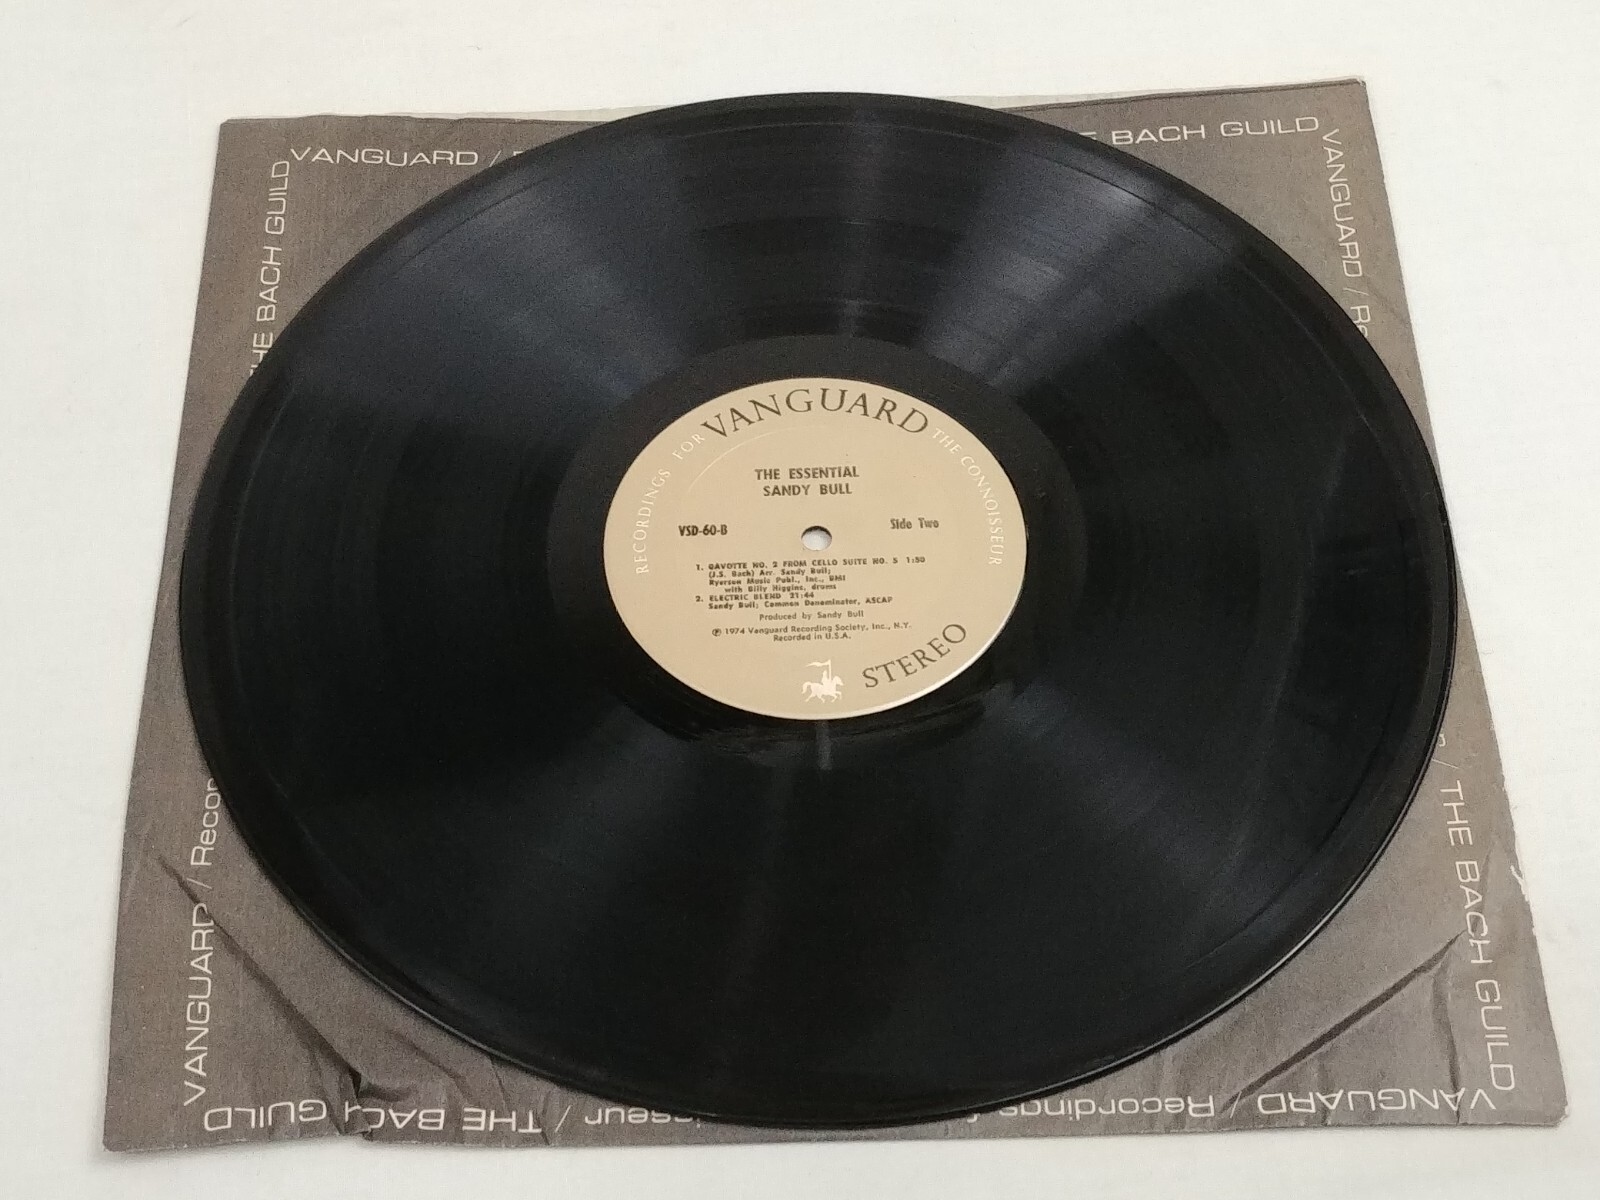 VANGUARD /
BACH GUILD
VANGUARD /
THE BACH GUILD
RECORDINGS FOR VANGUARD THE CONNOISSEUR
THE ESSENTIAL
SANDY BULL
VSD-60-B
Side Two
1. GAVOTTE NO. 2 FROM CELLO SUITE NO. 5 1:50
(J.S. Bach) Arr. Sandy Bull;
Ryerson Music Publ., Inc., BMI
with Billy Higgins, drums
2. ELECTRIC BLEND 21:44
Sandy Bull; Common Denominator, ASCAP
Produced by Sandy Bull
℗ 1974 Vanguard Recording Society, Inc., N.Y.
Recorded in U.S.A.
STEREO
VANGUARD / Recor
/ THE BACH GUILD
VANGUARD / Recordings f
isseur / THE BACH GUILD